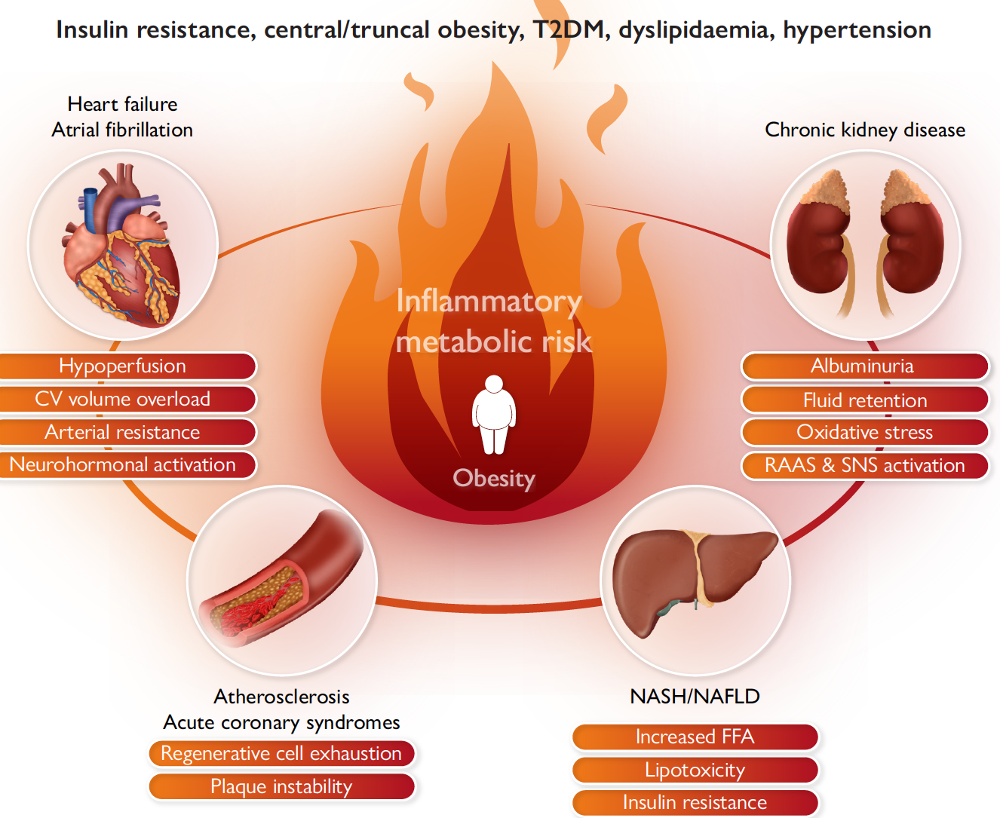 Insulin resistance, central/truncal obesity, T2DM, dyslipidaemia, hypertension
Heart failure
Atrial fibrillation
Chronic kidney disease
Inflammatory
metabolic risk
Obesity
Hypoperfusion
CV volume overload
Arterial resistance
Neurohormonal activation
Albuminuria
Fluid retention
Oxidative stress
RAAS & SNS activation
Atherosclerosis
Acute coronary syndromes
Regenerative cell exhaustion
Plaque instability
NASH/NAFLD
Increased FFA
Lipotoxicity
Insulin resistance